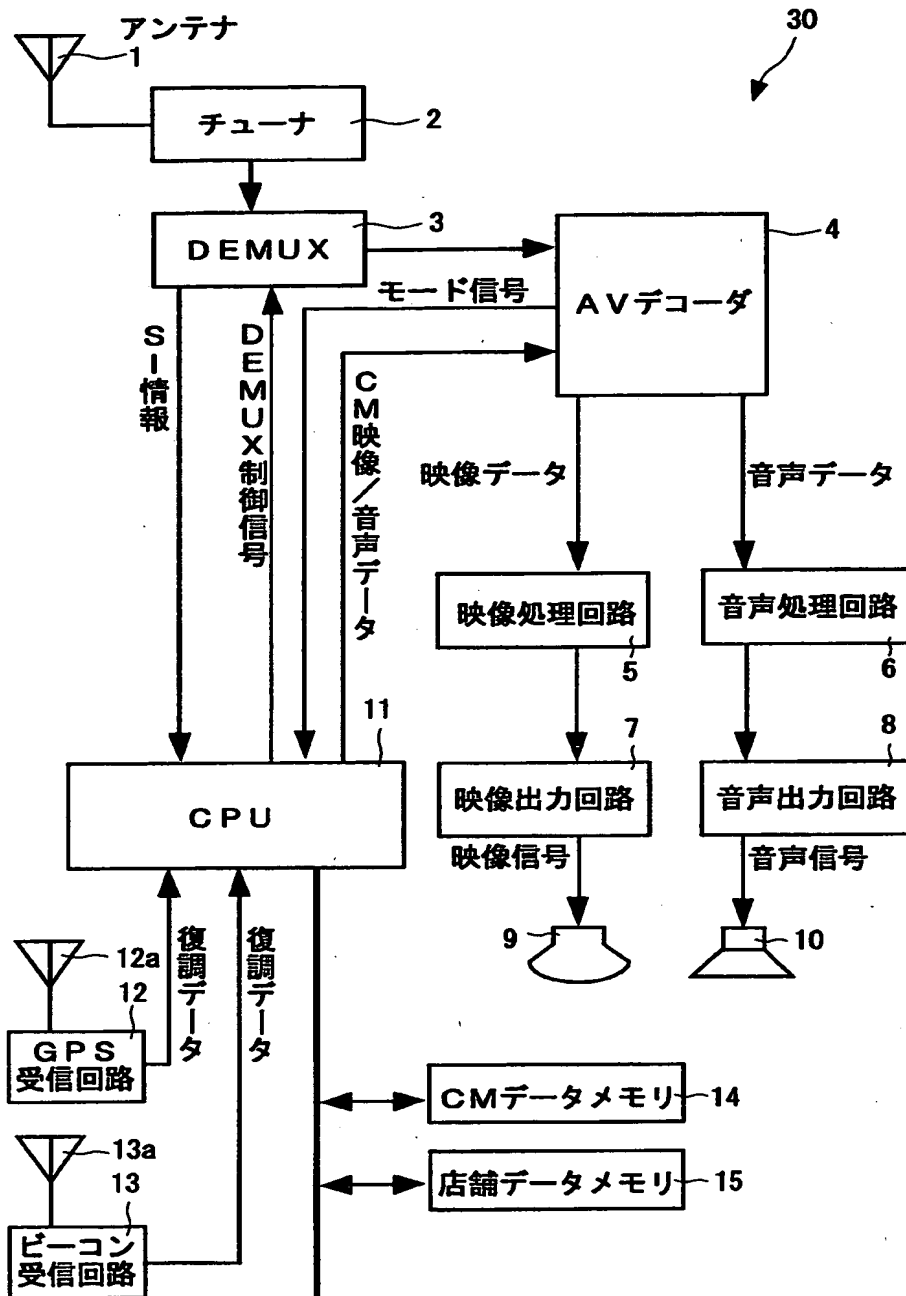 アンテナ
1
30
チューナ
2
DEMUX
3
AVデコーダ
4
モード信号
SI情報
DEMUX制御信号
CM映像/音声データ
映像データ
音声データ
映像処理回路
5
音声処理回路
6
CPU
11
映像出力回路
7
音声出力回路
8
映像信号
音声信号
9
10
12a
12
GPS
受信回路
復調データ
復調データ
13a
13
ビーコン
受信回路
CMデータメモリ
14
店舗データメモリ
15